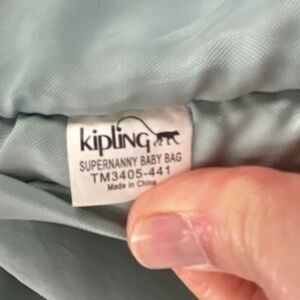 kipling
SUPERNANNY BABY BAG
TM3405-441
Made in China